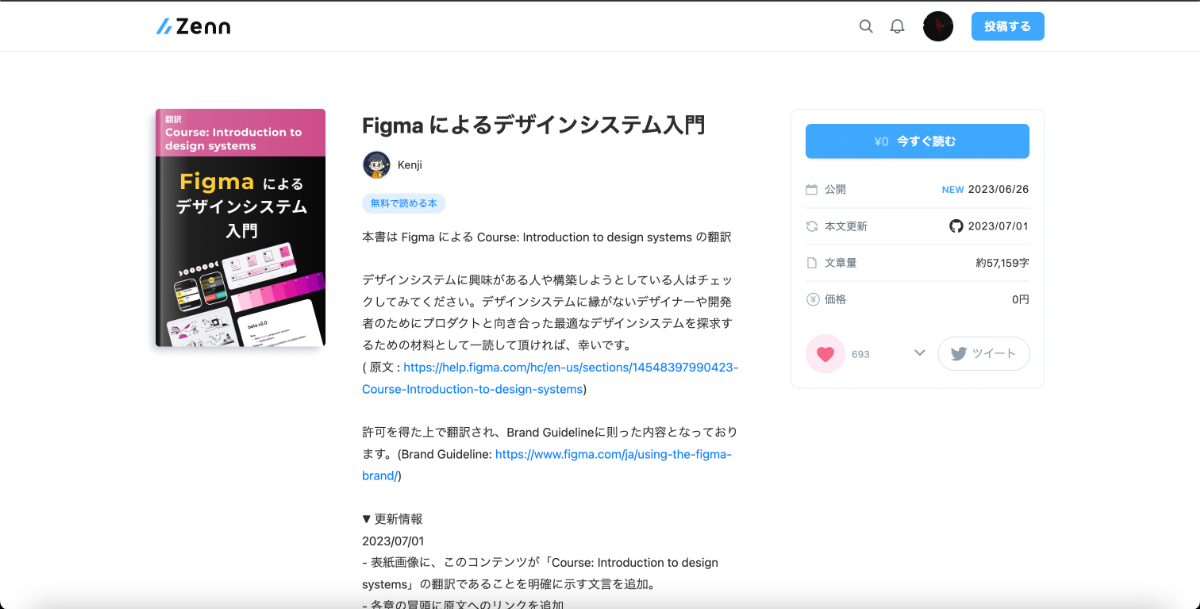 Zenn
投稿する
翻訳
Course: Introduction to
design systems
Figma による
デザインシステム
入門
beta v2.0
Figma によるデザインシステム入門
Kenji
無料で読める本
本書は Figma による Course: Introduction to design systems の翻訳
デザインシステムに興味がある人や構築しようとしている人はチェッ
クしてみてください。デザインシステムに縁がないデザイナーや開発
者のためにプロダクトと向き合った最適なデザインシステムを探求す
るための材料として一読して頂ければ、幸いです。
( 原文 : https://help.figma.com/hc/en-us/sections/14548397990423-
Course-Introduction-to-design-systems)
許可を得た上で翻訳され、Brand Guidelineに則った内容となっており
ます。(Brand Guideline: https://www.figma.com/ja/using-the-figma-
brand/)
▼ 更新情報
2023/07/01
- 表紙画像に、このコンテンツが「Course: Introduction to design
systems」の翻訳であることを明確に示す文言を追加。
- 各章の冒頭に原文へのリンクを追加
¥0 今すぐ読む
公開 NEW 2023/06/26
本文更新 2023/07/01
文章量 約57,159字
価格 0円
693 ツイート